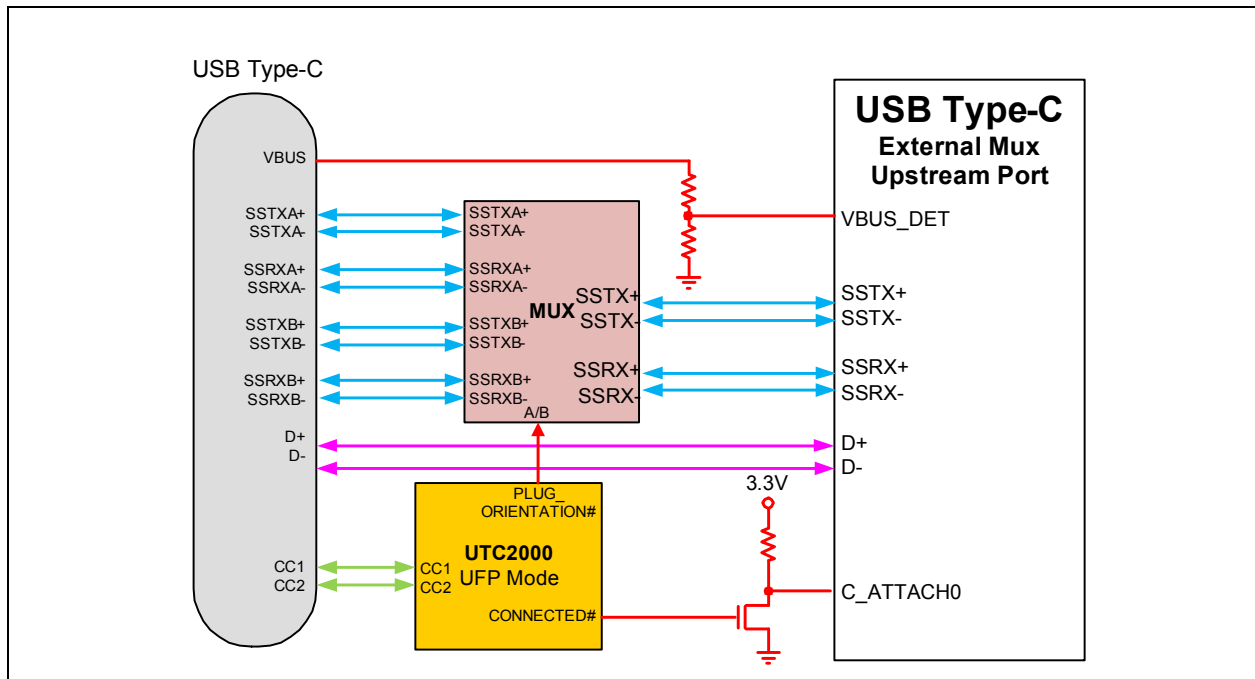 USB Type-C
VBUS
SSTXA+
SSTXA-
SSRXA+
SSRXA-
SSTXB+
SSTXB-
SSRXB+
SSRXB-
D+
D-
CC1
CC2
SSTXA+
SSTXA-
SSRXA+
SSRXA-
SSTXB+
SSTXB-
SSRXB+
SSRXB-
MUX
SSTX+
SSTX-
SSRX+
SSRX-
A/B
PLUG_
ORIENTATION#
UTC2000
UFP Mode
CC1
CC2
CONNECTED#
3.3V
USB Type-C
External Mux
Upstream Port
VBUS_DET
SSTX+
SSTX-
SSRX+
SSRX-
D+
D-
C_ATTACH0